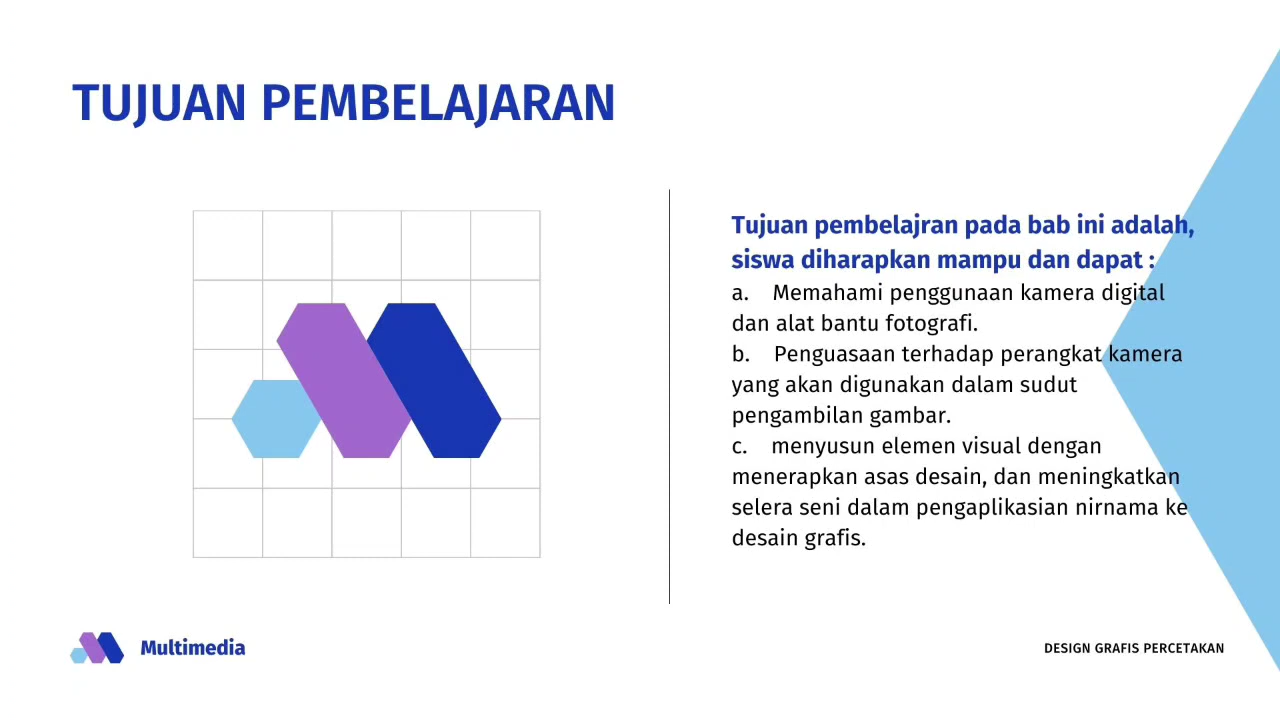 TUJUAN PEMBELAJARAN
Tujuan pembelajran pada bab ini adalah,
siswa diharapkan mampu dan dapat :
a. Memahami penggunaan kamera digital
dan alat bantu fotografi.
b. Penguasaan terhadap perangkat kamera
yang akan digunakan dalam sudut
pengambilan gambar.
c. menyusun elemen visual dengan
menerapkan asas desain, dan meningkatkan
selera seni dalam pengaplikasian nirnama ke
desain grafis.
Multimedia
DESIGN GRAFIS PERCETAKAN